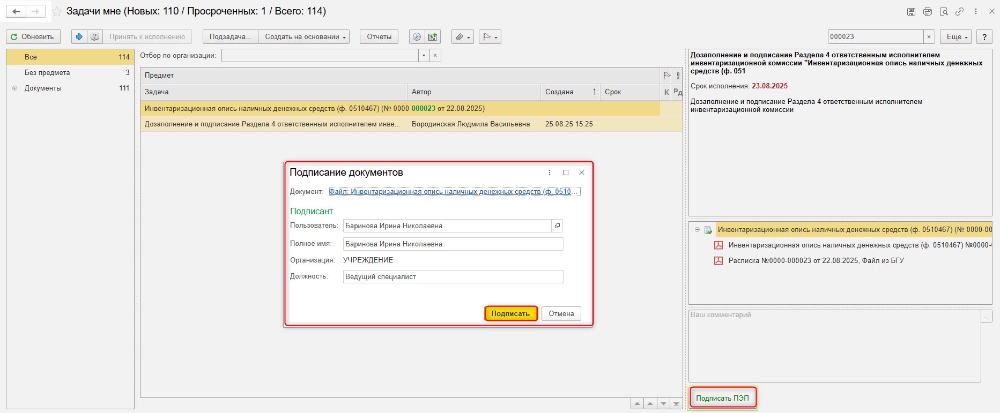 Задачи мне (Новых: 110 / Просроченных: 1 / Всего: 114)
Обновить
?
Принять к исполнению
Подзадача...
Создать на основании
Отчеты
000023
×
Еще
?
Все 114
Без предмета 3
Документы 111
Отбор по организации:
×
Предмет
Задача Автор Создана ↑ Срок К Рд
Инвентаризационная опись наличных денежных средств (ф. 0510467) (№ 0000-000023 от 22.08.2025)
Дозаполнение и подписание Раздела 4 ответственным исполнителем инве... Бородинская Людмила Васильевна 25.08.25 15:25
Подписание документов
Документ: Файл: Инвентаризационная опись наличных денежных средств (ф. 0510...
Подписант
Пользователь: Баринова Ирина Николаевна
Полное имя: Баринова Ирина Николаевна
Организация: УЧРЕЖДЕНИЕ
Должность: Ведущий специалист
Подписать
Отмена
Дозаполнение и подписание Раздела 4 ответственным исполнителем
инвентаризационной комиссии "Инвентаризационная опись наличных денежных
средств (ф. 051
Срок исполнения: 23.08.2025
Дозаполнение и подписание Раздела 4 ответственным исполнителем
инвентаризационной комиссии
Инвентаризационная опись наличных денежных средств (ф. 0510467) (№ 0000-00
Инвентаризационная опись наличных денежных средств (ф. 0510467) №0000-
Расписка №0000-000023 от 22.08.2025, Файл из БГУ
Ваш комментарий
...
Подписать ПЭП